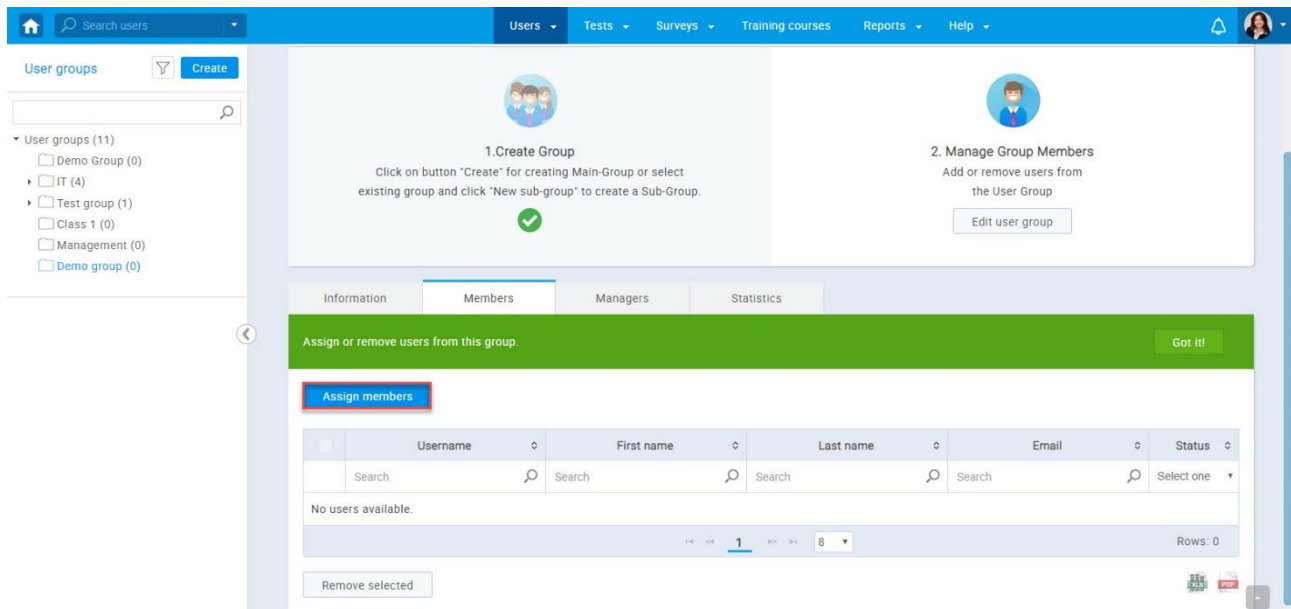 Search users
Users
Tests
Surveys
Training courses
Reports
Help
User groups
Create
User groups (11)
Demo Group (0)
IT (4)
Test group (1)
Class 1 (0)
Management (0)
Demo group (0)
1.Create Group
Click on button "Create" for creating Main-Group or select
existing group and click "New sub-group" to create a Sub-Group.
2. Manage Group Members
Add or remove users from
the User Group
Edit user group
Information Members Managers Statistics
Assign or remove users from this group.
Got it!
Assign members
Username First name Last name Email Status
Search Search Search Search Select one
No users available.
1 8 Rows: 0
Remove selected
XLS PDF